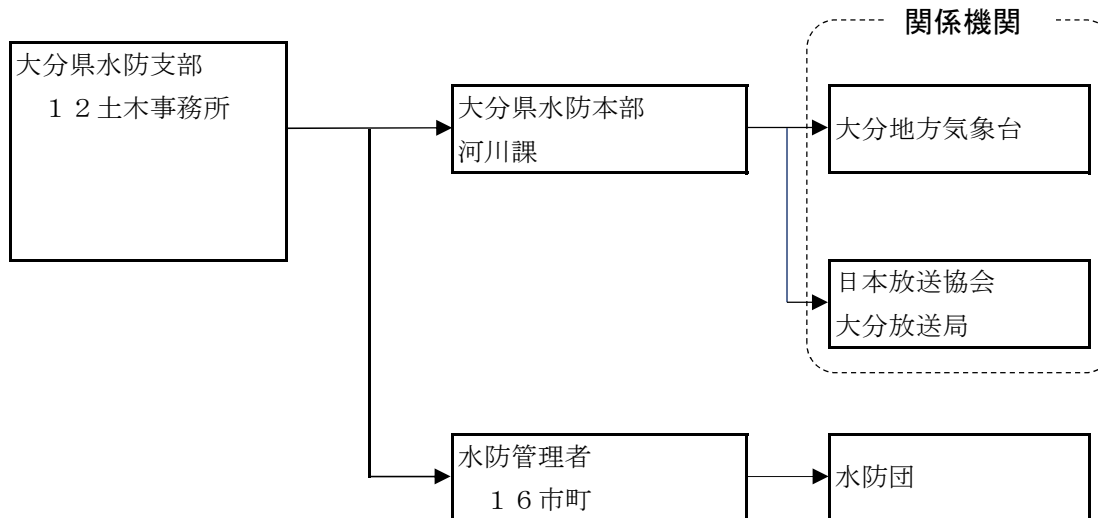 関係機関
大分県水防支部
１２土木事務所
大分県水防本部
河川課
大分地方気象台
日本放送協会
大分放送局
水防管理者
１６市町
水防団